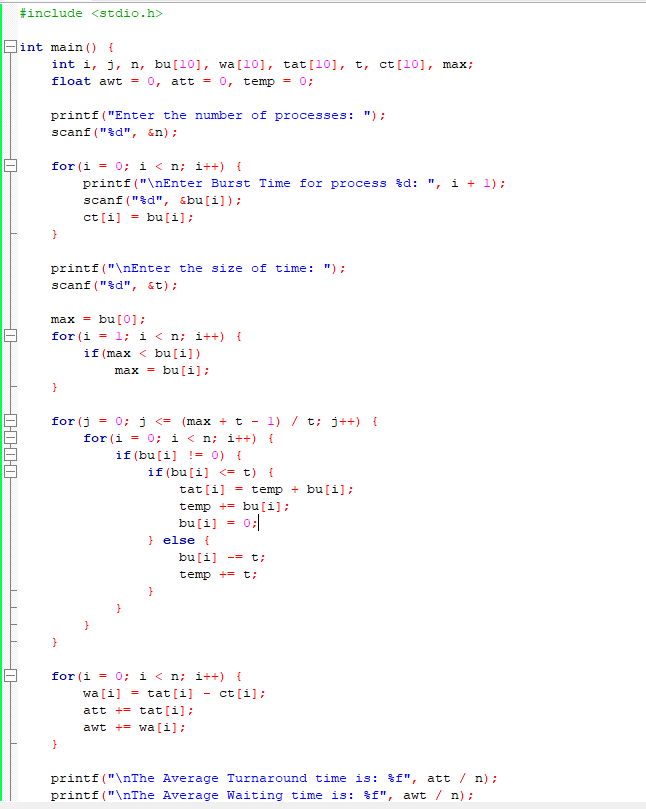 #include <stdio.h>
int main() {
int i, j, n, bu[10], wa[10], tat[10], t, ct[10], max;
float awt = 0, att = 0, temp = 0;
printf("Enter the number of processes: ");
scanf("%d", &n);
for(i = 0; i < n; i++) {
printf("\nEnter Burst Time for process %d: ", i + 1);
scanf("%d", &bu[i]);
ct[i] = bu[i];
}
printf("\nEnter the size of time: ");
scanf("%d", &t);
max = bu[0];
for(i = 1; i < n; i++) {
if(max < bu[i])
max = bu[i];
}
for(j = 0; j <= (max + t - 1) / t; j++) {
for(i = 0; i < n; i++) {
if(bu[i] != 0) {
if(bu[i] <= t) {
tat[i] = temp + bu[i];
temp += bu[i];
bu[i] = 0;
} else {
bu[i] -= t;
temp += t;
}
}
}
}
for(i = 0; i < n; i++) {
wa[i] = tat[i] - ct[i];
att += tat[i];
awt += wa[i];
}
printf("\nThe Average Turnaround time is: %f", att / n);
printf("\nThe Average Waiting time is: %f", awt / n);